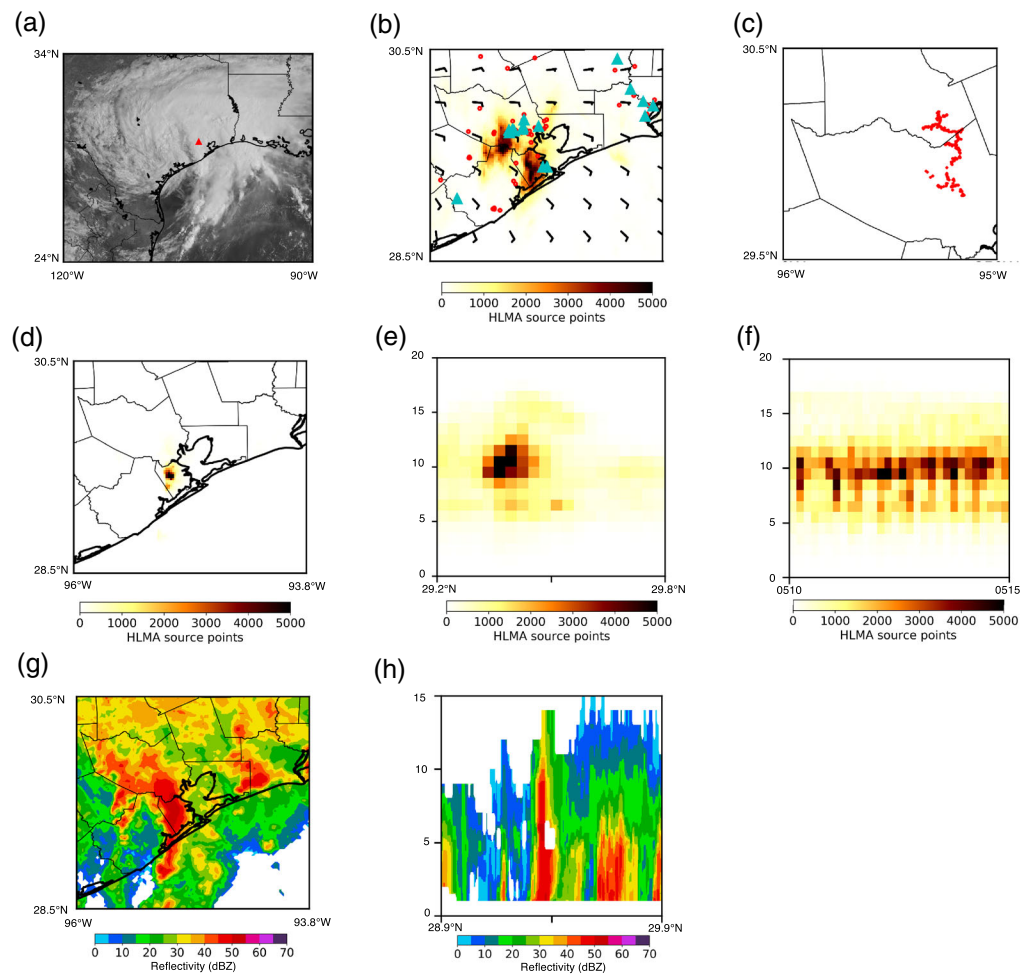 (a)
34°N
24°N
120°W
90°W
(b)
30.5°N
28.5°N
0 1000 2000 3000 4000 5000
HLMA source points
(c)
30.5°N
29.5°N
96°W
95°W
(d)
30.5°N
28.5°N
96°W
93.8°W
0 1000 2000 3000 4000 5000
HLMA source points
(e)
20
15
10
5
0
29.2°N
29.8°N
0 1000 2000 3000 4000 5000
HLMA source points
(f)
20
15
10
5
0
0510
0515
0 1000 2000 3000 4000 5000
HLMA source points
(g)
30.5°N
28.5°N
96°W
93.8°W
0 10 20 30 40 50 60 70
Reflectivity (dBZ)
(h)
15
10
5
0
28.9°N
29.9°N
0 10 20 30 40 50 60 70
Reflectivity (dBZ)